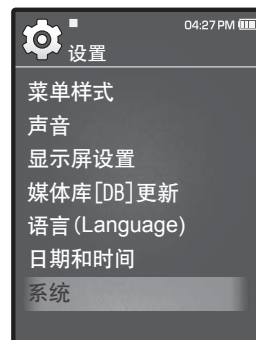 04:27 PM
设置
菜单样式
声音
显示屏设置
媒体库[DB]更新
语言(Language)
日期和时间
系统